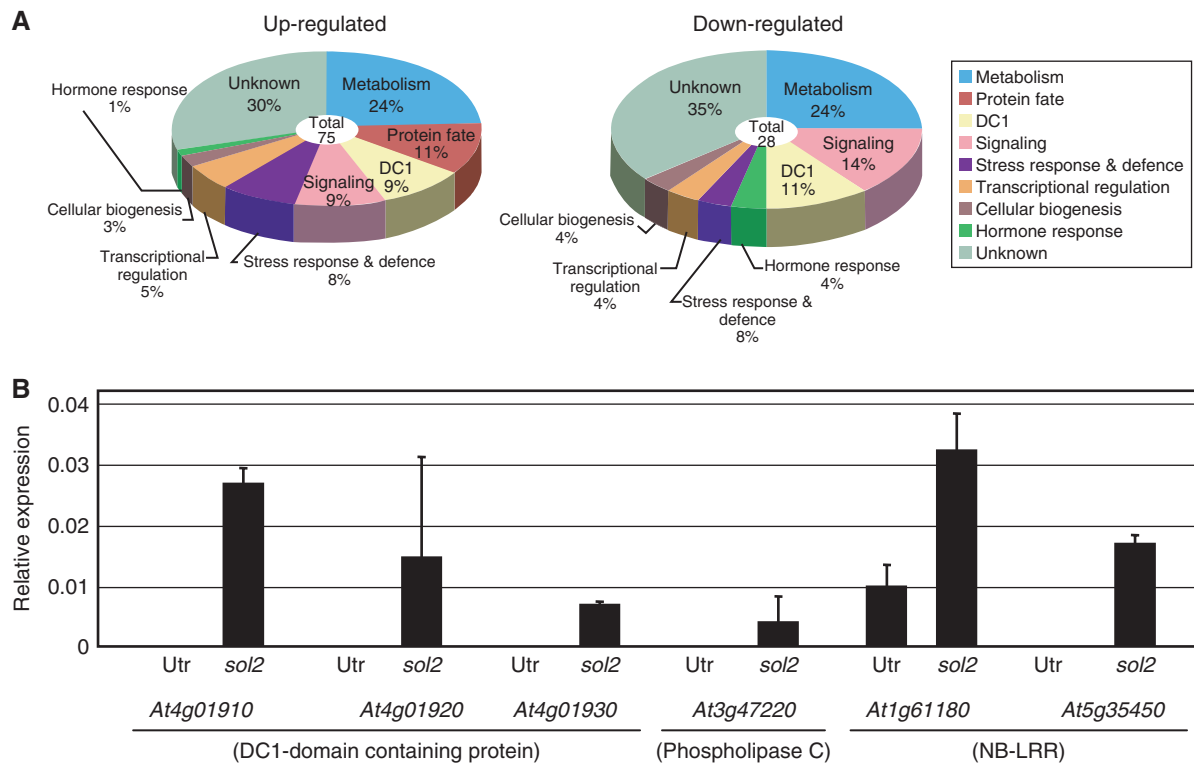 A
Up-regulated
Down-regulated
Unknown
30%
Metabolism
24%
Hormone response
1%
Total
75
Protein fate
11%
DC1
9%
Signaling
9%
Cellular biogenesis
3%
Transcriptional
regulation
5%
Stress response & defence
8%
Unknown
35%
Metabolism
24%
Total
28
Signaling
14%
DC1
11%
Cellular biogenesis
4%
Transcriptional
regulation
4%
Hormone response
4%
Stress response &
defence
8%
Metabolism
Protein fate
DC1
Signaling
Stress response & defence
Transcriptional regulation
Cellular biogenesis
Hormone response
Unknown
B
Relative expression
0.04
0.03
0.02
0.01
0
Utr sol2 Utr sol2 Utr sol2 Utr sol2 Utr sol2 Utr sol2
At4g01910 At4g01920 At4g01930 At3g47220 At1g61180 At5g35450
(DC1-domain containing protein) (Phospholipase C) (NB-LRR)